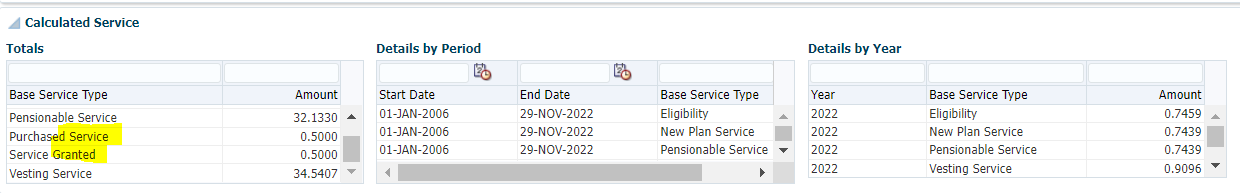 Calculated Service
Totals
Base Service Type Amount
Pensionable Service 32.1330
Purchased Service 0.5000
Service Granted 0.5000
Vesting Service 34.5407
Details by Period
Start Date End Date Base Service Type
01-JAN-2006 29-NOV-2022 Eligibility
01-JAN-2006 29-NOV-2022 New Plan Service
01-JAN-2006 29-NOV-2022 Pensionable Service
Details by Year
Year Base Service Type Amount
2022 Eligibility 0.7459
2022 New Plan Service 0.7439
2022 Pensionable Service 0.7439
2022 Vesting Service 0.9096